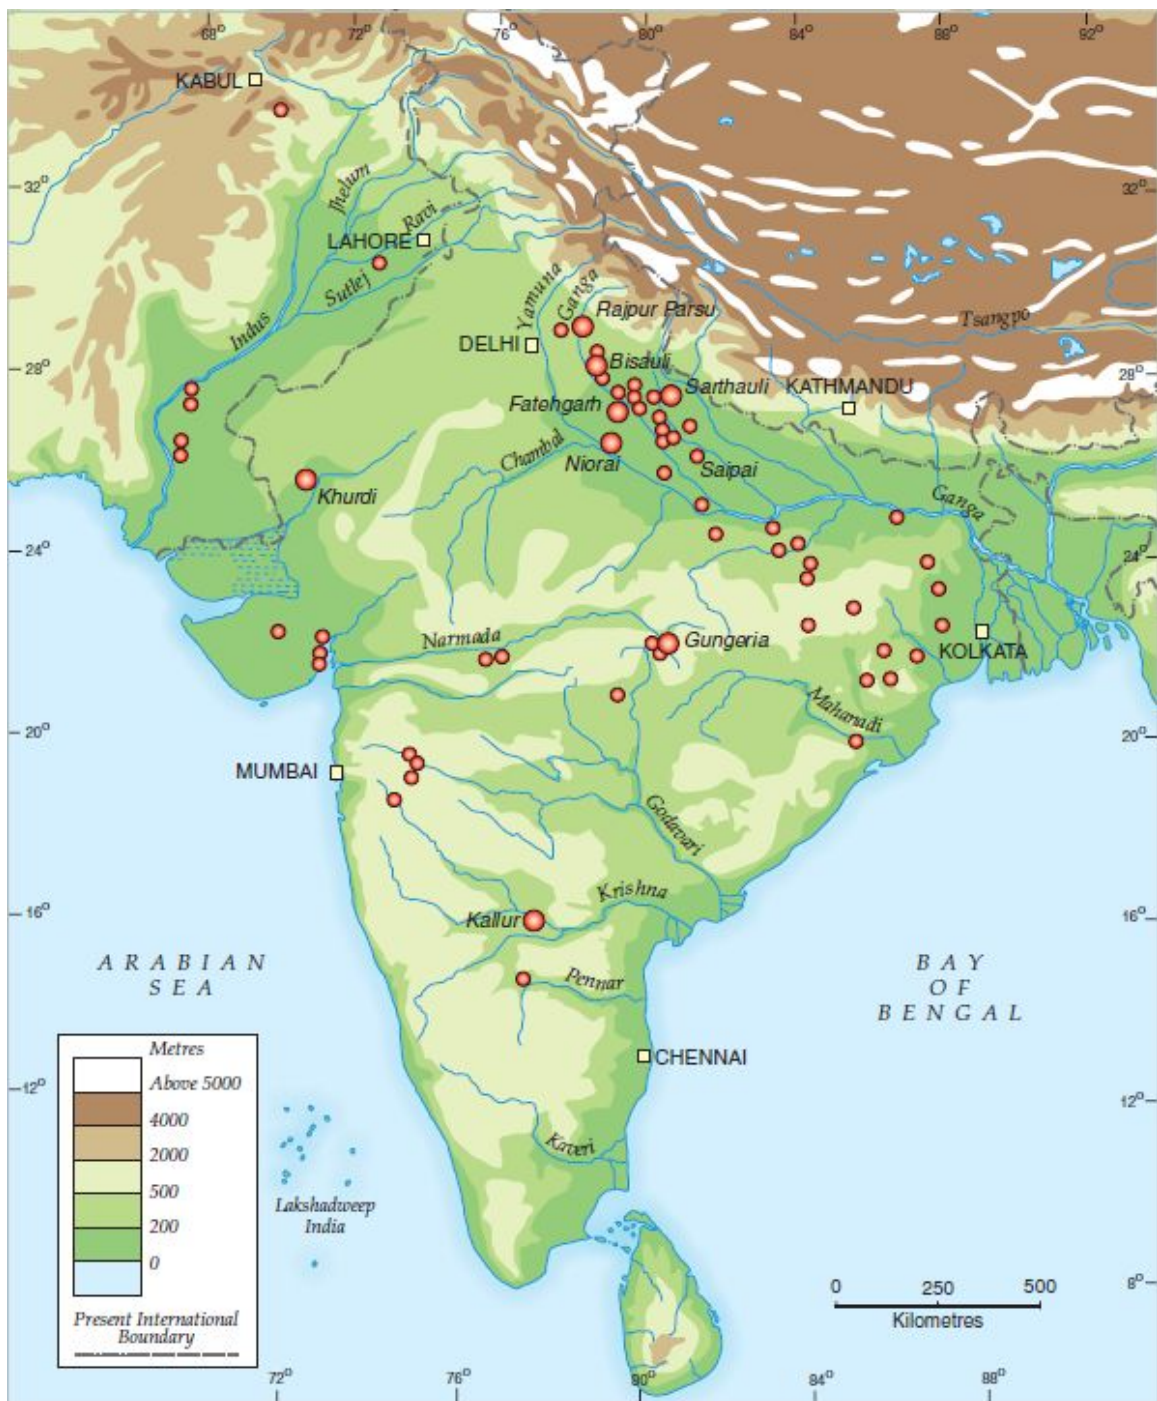 68°
72°
76°
80°
84°
88°
92°
KABUL
32°
32°
Jhelum
Ravi
LAHORE
Sutlej
Indus
Yamuna
Ganga
Rajpur Parsu
Tsangpo
DELHI
Bisauli
28°
28°
Sarthauli
KATHMANDU
Fatehgarh
Chambal
Niorai
Saipai
Khurdi
Ganga
24°
24°
Narmada
Gungeria
KOLKATA
Mahanadi
20°
20°
MUMBAI
Godavari
Krishna
Kallur
16°
16°
ARABIAN
SEA
Pennar
BAY
OF
BENGAL
CHENNAI
Metres
Above 5000
4000
2000
500
200
0
Present International
Boundary
12°
12°
Kaveri
Lakshadweep
India
0 250 500
Kilometres
8°
72°
76°
80°
84°
88°